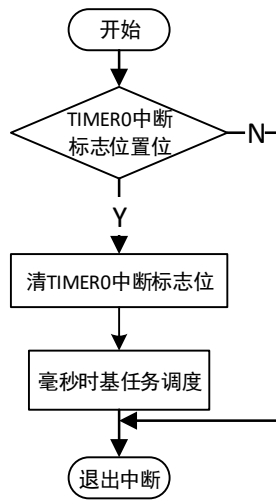 开始
TIMER0中断
标志位置位
N
Y
清TIMER0中断标志位
毫秒时基任务调度
退出中断